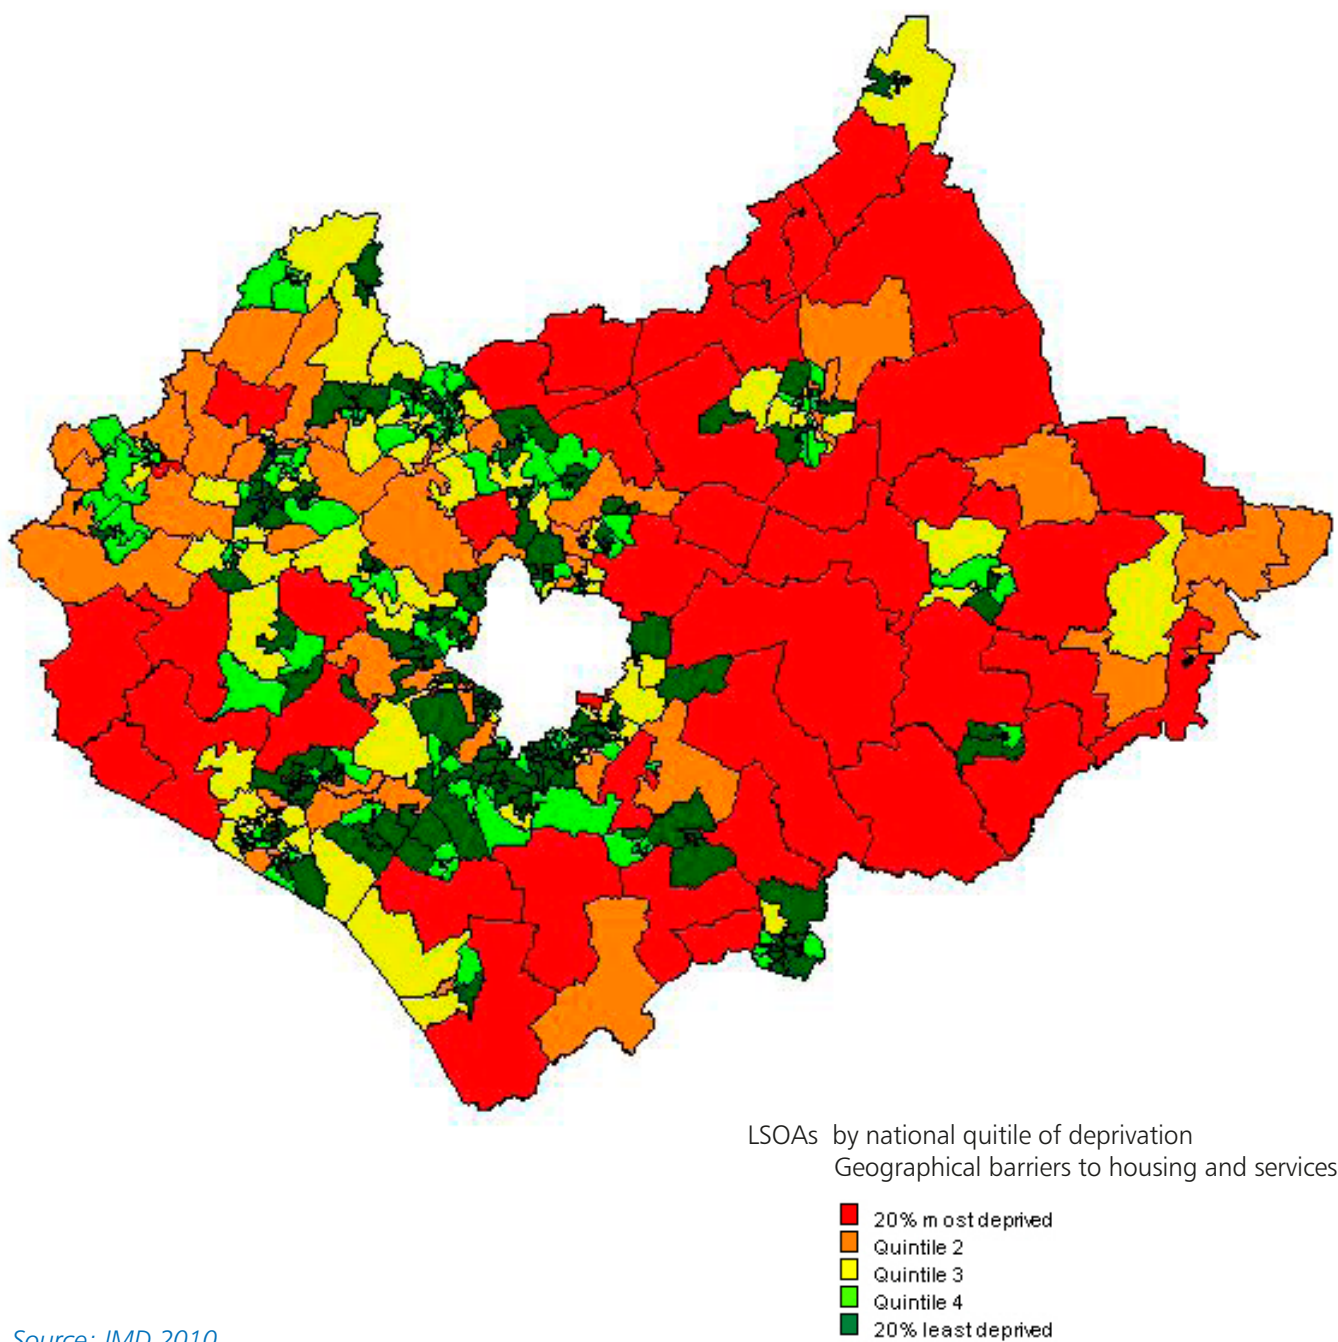 LSOAs by national quitile of deprivation
Geographical barriers to housing and services
20% most deprived
Quintile 2
Quintile 3
Quintile 4
20% least deprived
Source: IMD 2010